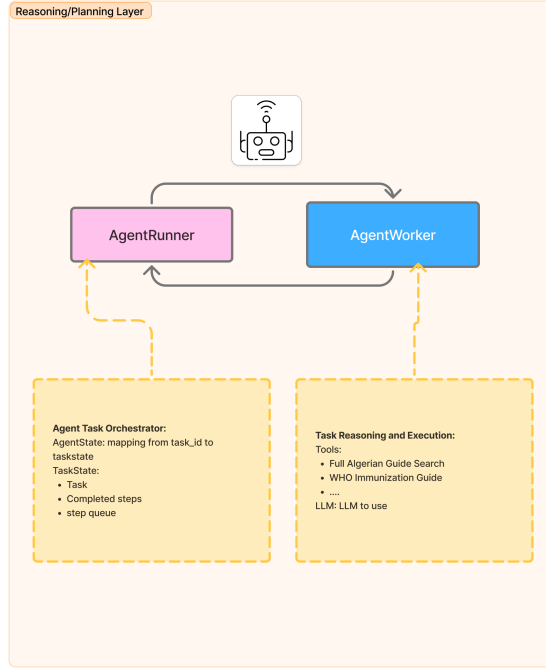 Reasoning/Planning Layer
AgentRunner
AgentWorker
Agent Task Orchestrator:
AgentState: mapping from task_id to
taskstate
TaskState:
• Task
• Completed steps
• step queue
Task Reasoning and Execution:
Tools:
• Full Algerian Guide Search
• WHO Immunization Guide
• ....
LLM: LLM to use